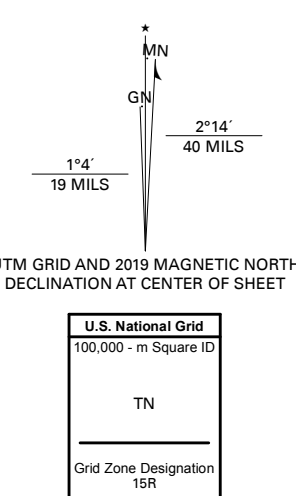 ★
MN
GN
2°14´
40 MILS
1°4´
19 MILS
UTM GRID AND 2019 MAGNETIC NORTH
DECLINATION AT CENTER OF SHEET
U.S. National Grid
100,000 - m Square ID
TN
Grid Zone Designation
15R